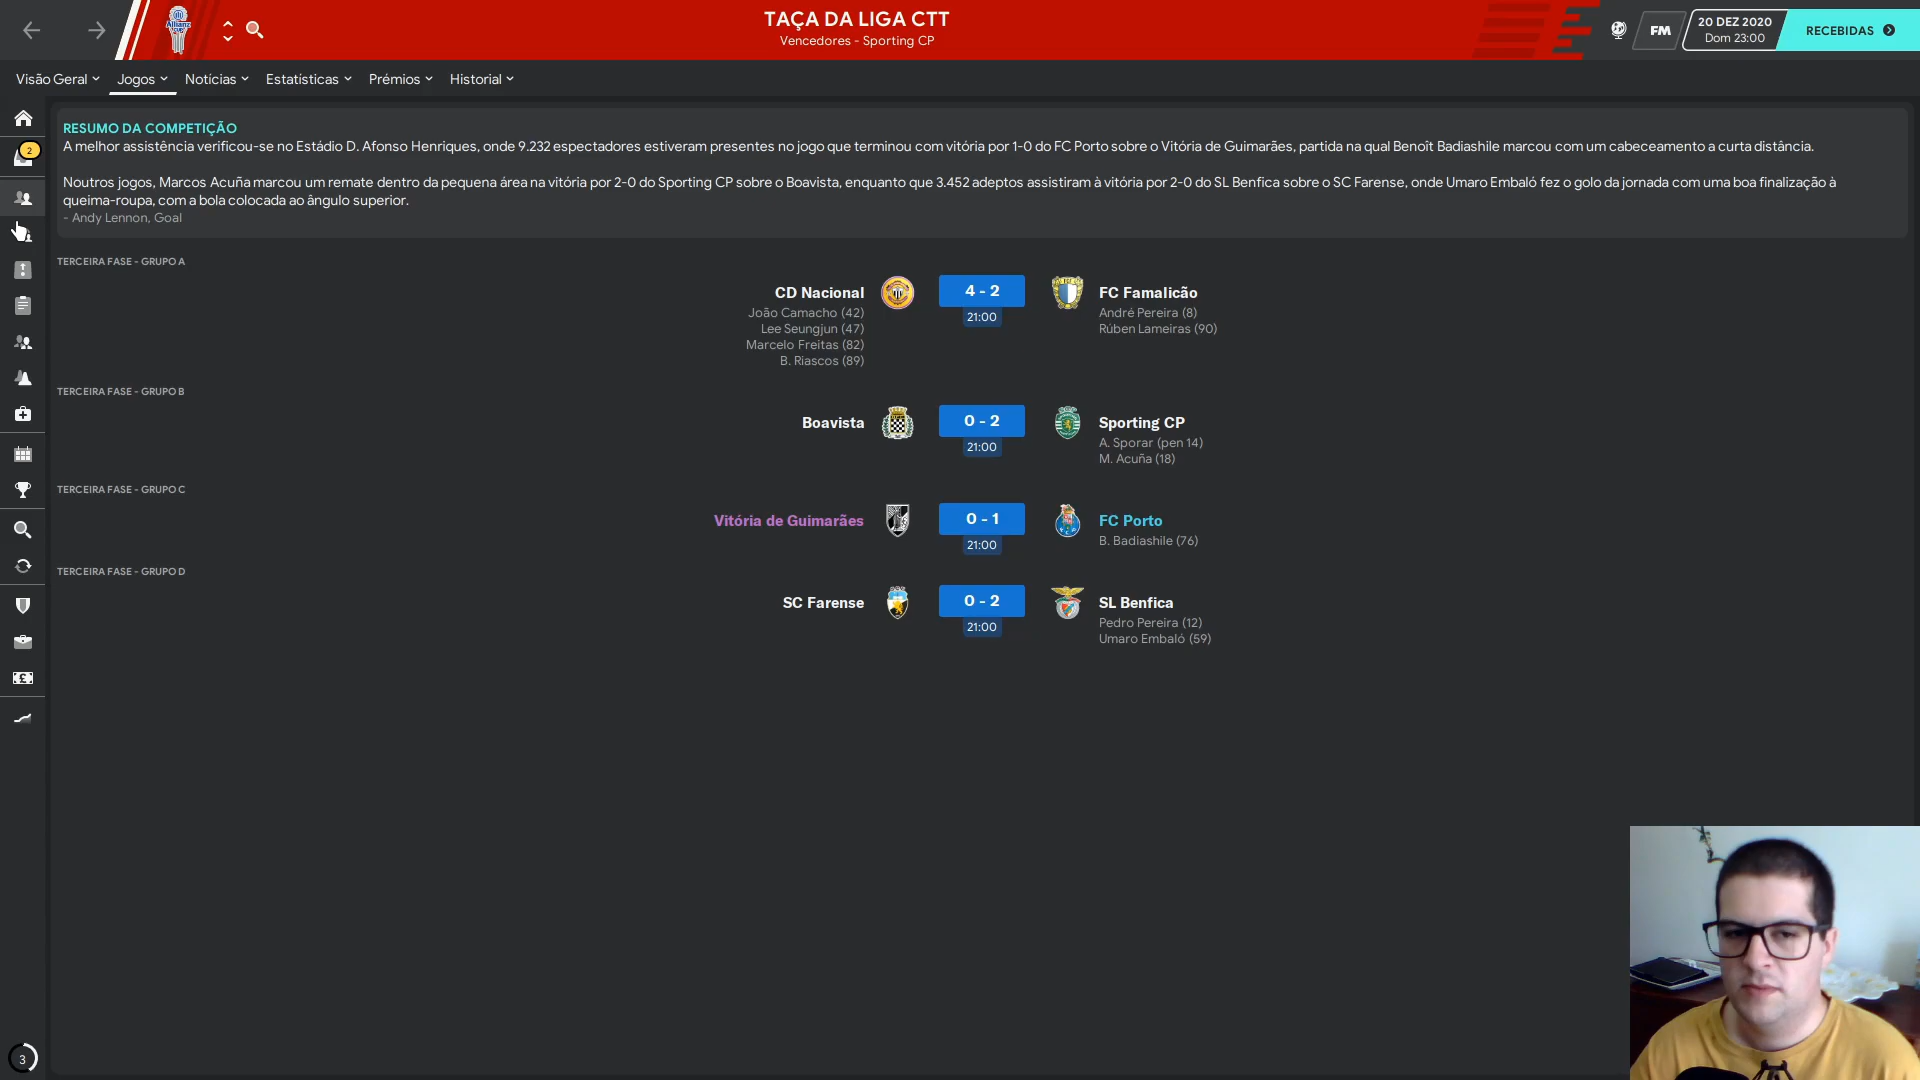 TAÇA DA LIGA CTT
Vencedores - Sporting CP
FM
20 DEZ 2020
Dom 23:00
RECEBIDAS
Visão Geral
Jogos
Notícias
Estatísticas
Prémios
Historial
2
RESUMO DA COMPETIÇÃO
A melhor assistência verificou-se no Estádio D. Afonso Henriques, onde 9.232 espectadores estiveram presentes no jogo que terminou com vitória por 1-0 do FC Porto sobre o Vitória de Guimarães, partida na qual Benoît Badiashile marcou com um cabeceamento a curta distância.
Noutros jogos, Marcos Acuña marcou um remate dentro da pequena área na vitória por 2-0 do Sporting CP sobre o Boavista, enquanto que 3.452 adeptos assistiram à vitória por 2-0 do SL Benfica sobre o SC Farense, onde Umaro Embaló fez o golo da jornada com uma boa finalização à
queima-roupa, com a bola colocada ao ângulo superior.
- Andy Lennon, Goal
TERCEIRA FASE - GRUPO A
CD Nacional 4 - 2 FC Famalicão
João Camacho (42) 21:00 André Pereira (8)
Lee Seungjun (47) Rúben Lameiras (90)
Marcelo Freitas (82)
B. Riascos (89)
TERCEIRA FASE - GRUPO B
Boavista 0 - 2 Sporting CP
21:00 A. Sporar (pen 14)
M. Acuña (18)
TERCEIRA FASE - GRUPO C
Vitória de Guimarães 0 - 1 FC Porto
21:00 B. Badiashile (76)
TERCEIRA FASE - GRUPO D
SC Farense 0 - 2 SL Benfica
21:00 Pedro Pereira (12)
Umaro Embaló (59)
3